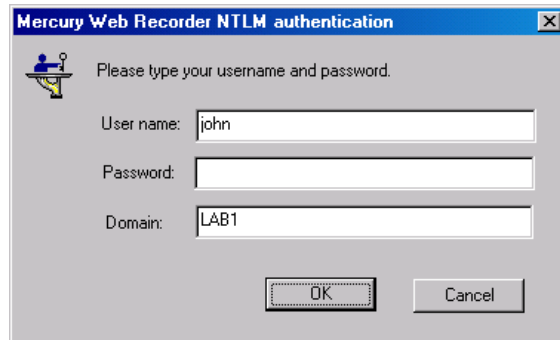 Mercury Web Recorder NTLM authentication
Please type your username and password.
User name: john
Password:
Domain: LAB1
OK Cancel